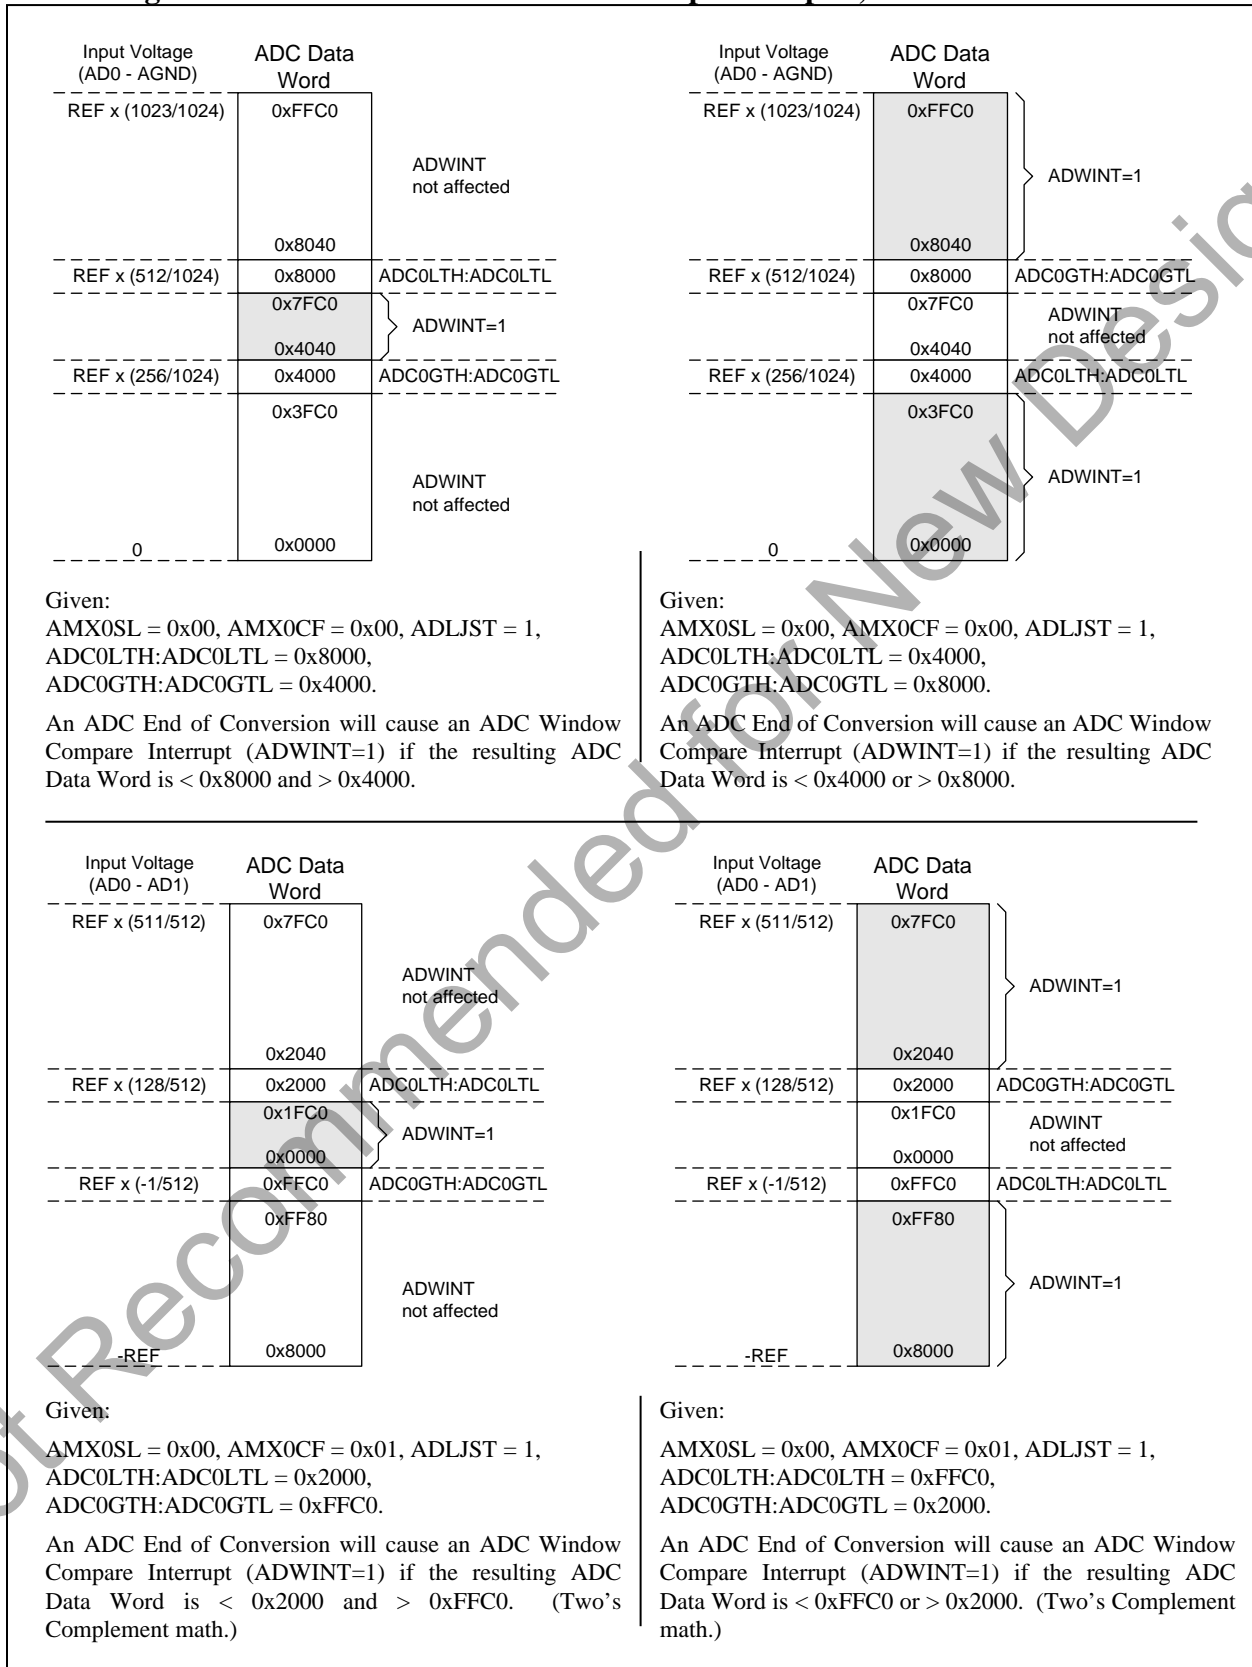 Input Voltage
(AD0 - AGND)
ADC Data
Word
REF x (1023/1024)
0xFFC0
ADWINT
not affected
0x8040
REF x (512/1024)
0x8000
ADC0LTH:ADC0LTL
0x7FC0
ADWINT=1
0x4040
REF x (256/1024)
0x4000
ADC0GTH:ADC0GTL
0x3FC0
ADWINT
not affected
0
0x0000
Given:
AMX0SL = 0x00, AMX0CF = 0x00, ADLJST = 1,
ADC0LTH:ADC0LTL = 0x8000,
ADC0GTH:ADC0GTL = 0x4000.
An ADC End of Conversion will cause an ADC Window
Compare Interrupt (ADWINT=1) if the resulting ADC
Data Word is < 0x8000 and > 0x4000.
Input Voltage
(AD0 - AGND)
ADC Data
Word
REF x (1023/1024)
0xFFC0
ADWINT=1
0x8040
REF x (512/1024)
0x8000
ADC0GTH:ADC0GTL
0x7FC0
ADWINT
not affected
0x4040
REF x (256/1024)
0x4000
ADC0LTH:ADC0LTL
0x3FC0
ADWINT=1
0
0x0000
Given:
AMX0SL = 0x00, AMX0CF = 0x00, ADLJST = 1,
ADC0LTH:ADC0LTL = 0x4000,
ADC0GTH:ADC0GTL = 0x8000.
An ADC End of Conversion will cause an ADC Window
Compare Interrupt (ADWINT=1) if the resulting ADC
Data Word is < 0x4000 or > 0x8000.
Input Voltage
(AD0 - AD1)
ADC Data
Word
REF x (511/512)
0x7FC0
ADWINT
not affected
0x2040
REF x (128/512)
0x2000
ADC0LTH:ADC0LTL
0x1FC0
ADWINT=1
0x0000
REF x (-1/512)
0xFFC0
ADC0GTH:ADC0GTL
0xFF80
ADWINT
not affected
-REF
0x8000
Given:
AMX0SL = 0x00, AMX0CF = 0x01, ADLJST = 1,
ADC0LTH:ADC0LTL = 0x2000,
ADC0GTH:ADC0GTL = 0xFFC0.
An ADC End of Conversion will cause an ADC Window
Compare Interrupt (ADWINT=1) if the resulting ADC
Data Word is < 0x2000 and > 0xFFC0. (Two's
Complement math.)
Input Voltage
(AD0 - AD1)
ADC Data
Word
REF x (511/512)
0x7FC0
ADWINT=1
0x2040
REF x (128/512)
0x2000
ADC0GTH:ADC0GTL
0x1FC0
ADWINT
not affected
0x0000
REF x (-1/512)
0xFFC0
ADC0LTH:ADC0LTL
0xFF80
ADWINT=1
-REF
0x8000
Given:
AMX0SL = 0x00, AMX0CF = 0x01, ADLJST = 1,
ADC0LTH:ADC0LTH = 0xFFC0,
ADC0GTH:ADC0GTL = 0x2000.
An ADC End of Conversion will cause an ADC Window
Compare Interrupt (ADWINT=1) if the resulting ADC
Data Word is < 0xFFC0 or > 0x2000. (Two's Complement
math.)
Recommended for New